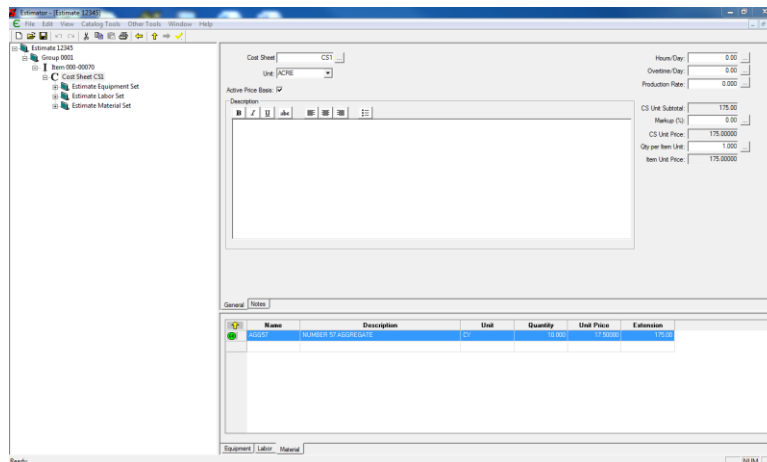 Estimator - [Estimate 12345]
File Edit View Catalog Tools Other Tools Window Help
Estimate 12345
Group 0001
Item 000-00070
Cost Sheet CS1
Estimate Equipment Set
Estimate Labor Set
Estimate Material Set
Cost Sheet CS1 ...
Unit: ACRE
Active Price Basis:
Description
B I U abc
Hours/Day: 0.00 ...
Overtime/Day: 0.00 ...
Production Rate: 0.000 ...
CS Unit Subtotal: 175.00
Markup (%): 0.00 ...
CS Unit Price: 175.00000
Qty per Item Unit: 1.000 ...
Item Unit Price: 175.00000
General Notes
Name Description Unit Quantity Unit Price Extension
AGG57 NUMBER 57 AGGREGATE CY 10.000 17.50000 175.00
Equipment Labor Material
Ready NUM